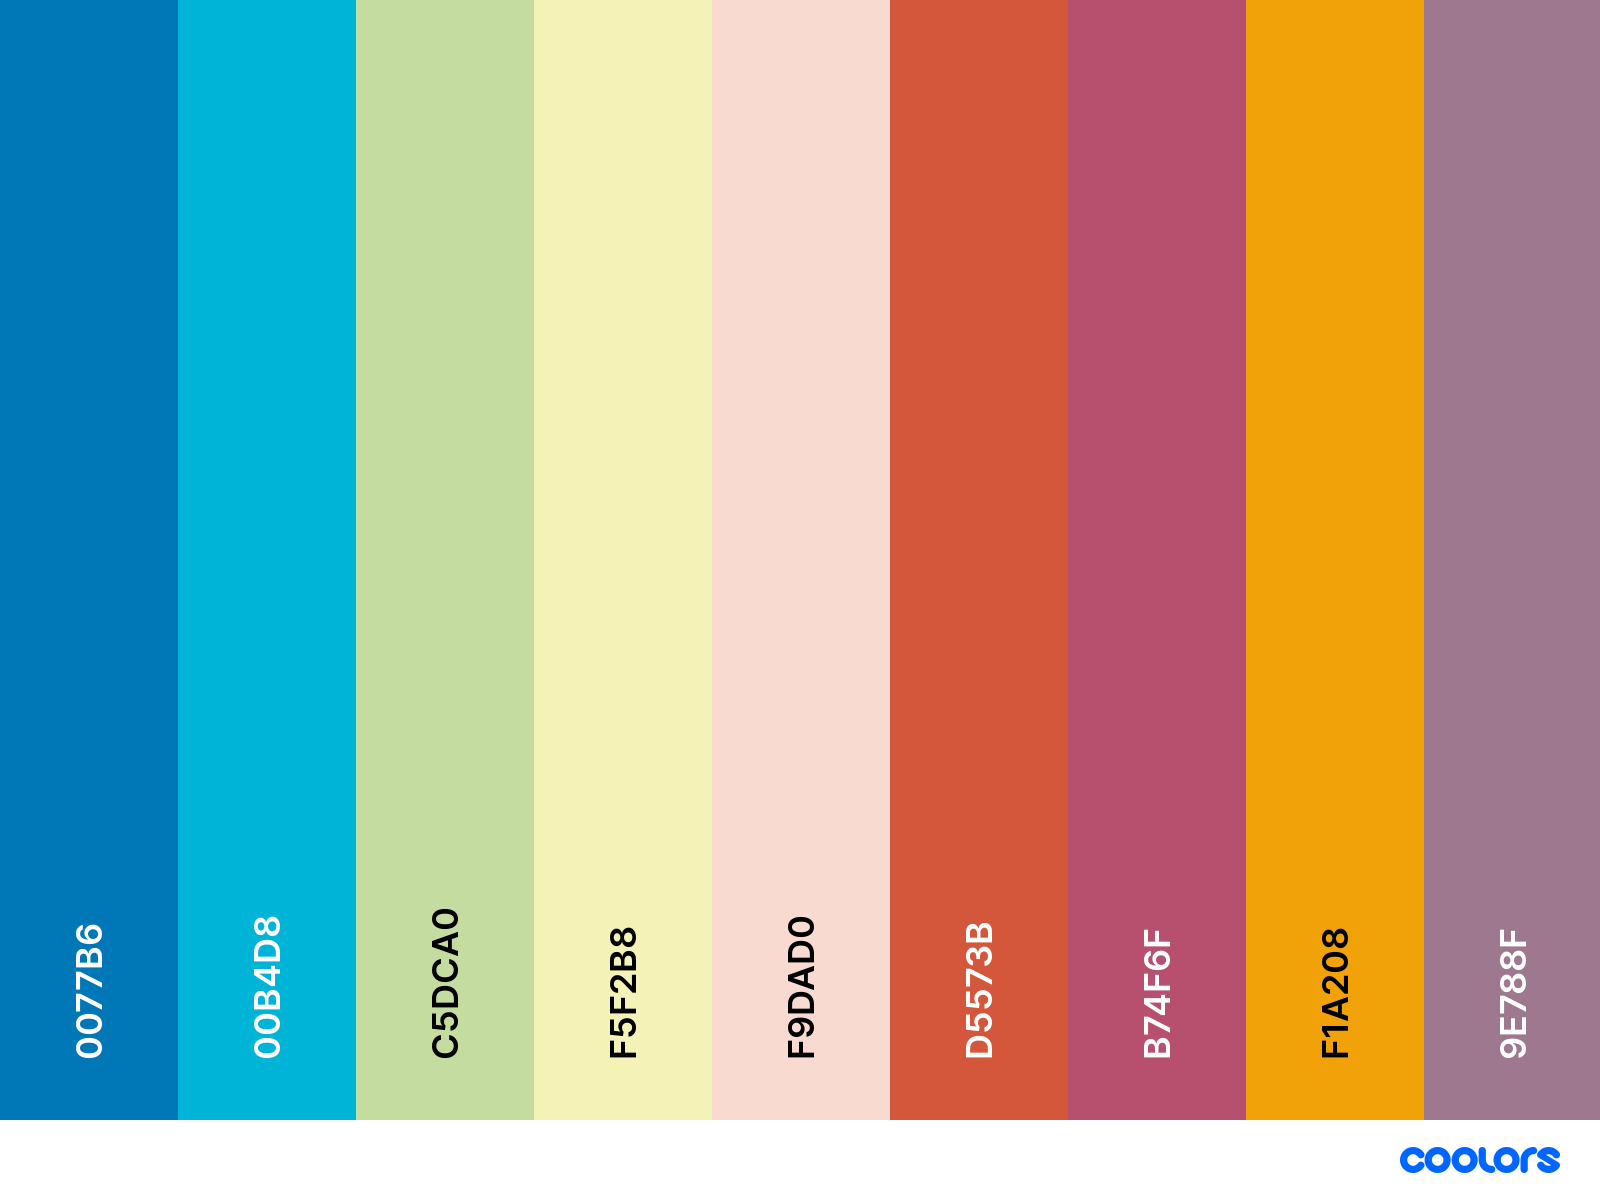 0077B6
00B4D8
C5DCA0
F5F2B8
F9DAD0
D5573B
B74F6F
F1A208
9E788F
coolors